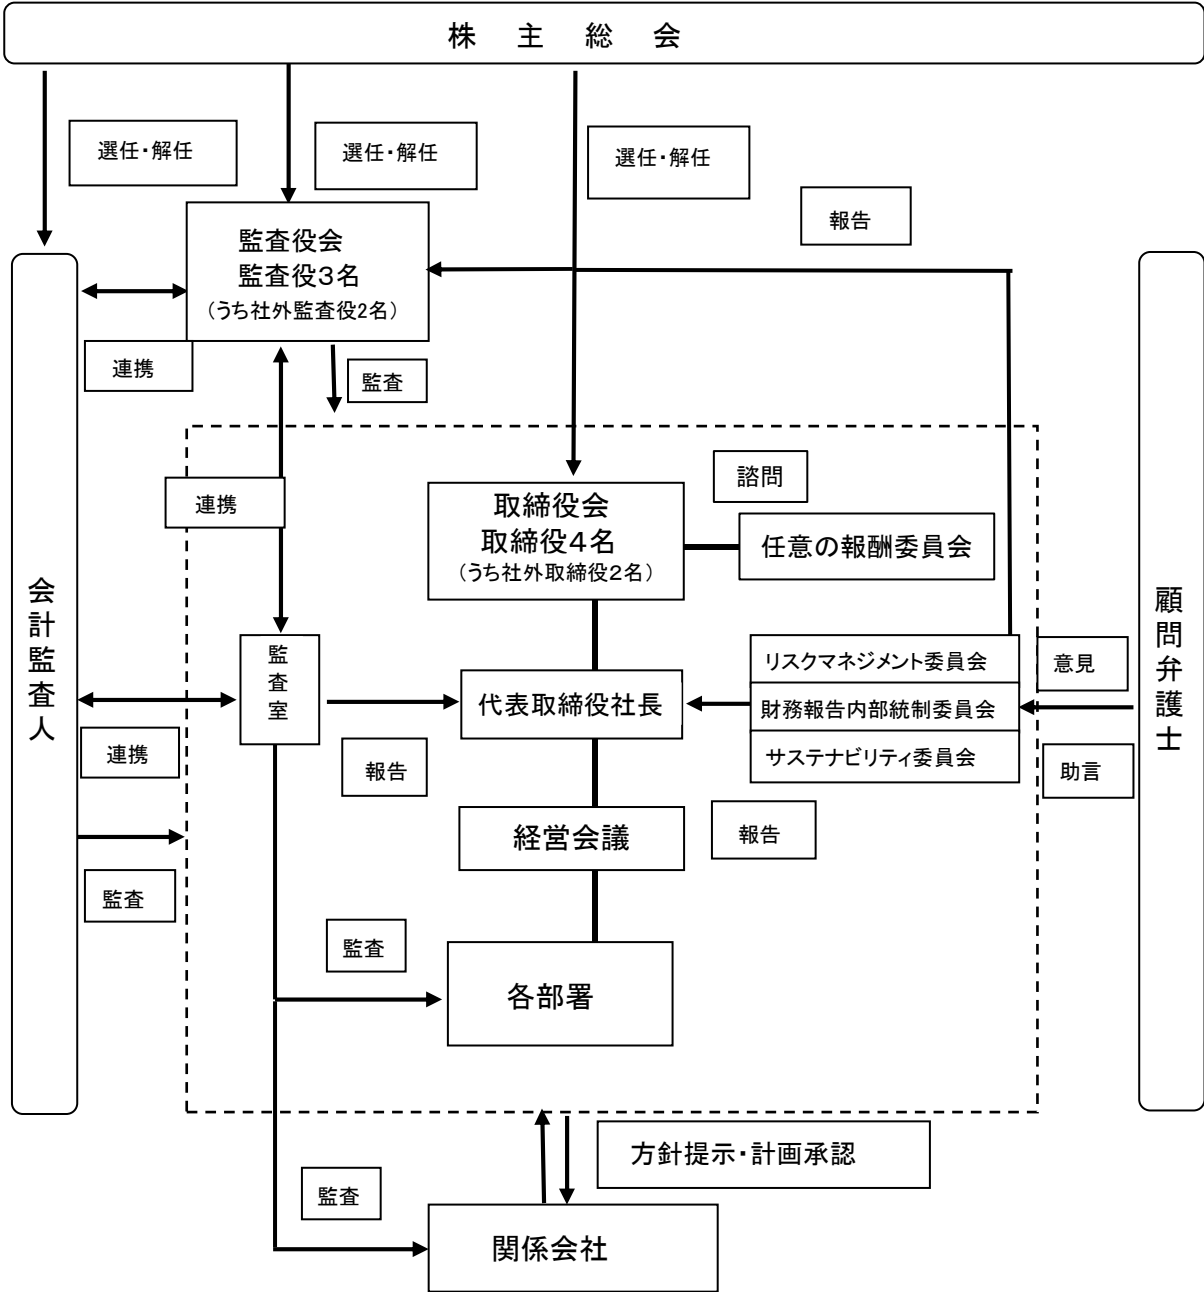 株主総会
選任・解任
選任・解任
選任・解任
報告
監査役会
監査役3名
（うち社外監査役2名）
連携
監査
連携
諮問
取締役会
取締役４名
（うち社外取締役２名）
任意の報酬委員会
会計監査人
顧問弁護士
監査室
代表取締役社長
リスクマネジメント委員会
財務報告内部統制委員会
サステナビリティ委員会
意見
助言
連携
報告
経営会議
報告
監査
監査
各部署
方針提示・計画承認
監査
関係会社